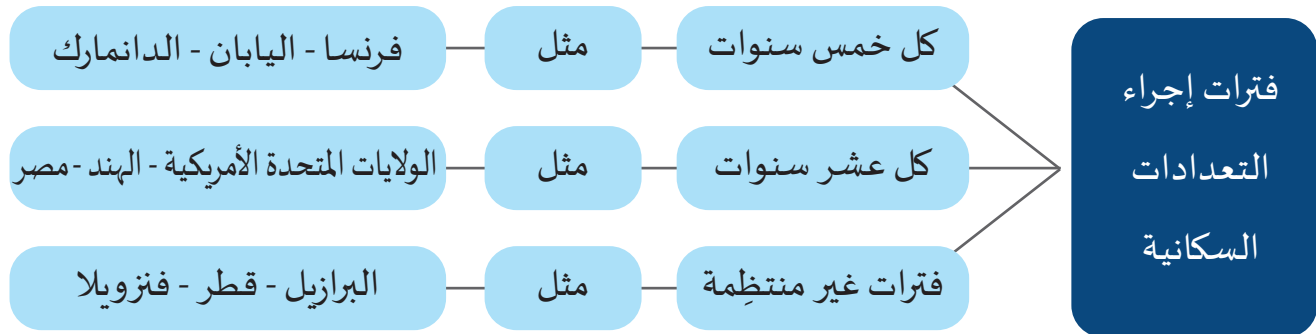 فترات إجراء
التعدادات
السكانية
كل خمس سنوات
مثل
فرنسا - اليابان - الدانمارك
كل عشر سنوات
مثل
الولايات المتحدة الأمريكية - الهند -مصر
فترات غير منتظِمة
مثل
البرازيل - قطر - فنزويلا